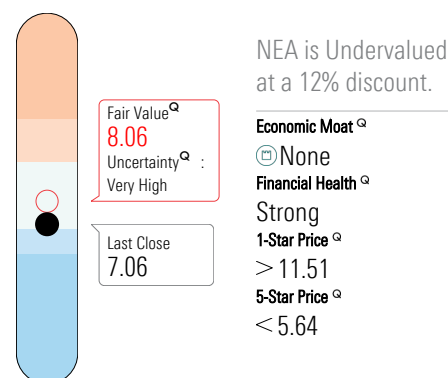 NEA is Undervalued
at a 12% discount.
Fair Value Q
8.06
Uncertainty Q :
Very High
Last Close
7.06
Economic Moat Q
None
Financial Health Q
Strong
1-Star Price Q
>11.51
5-Star Price Q
<5.64